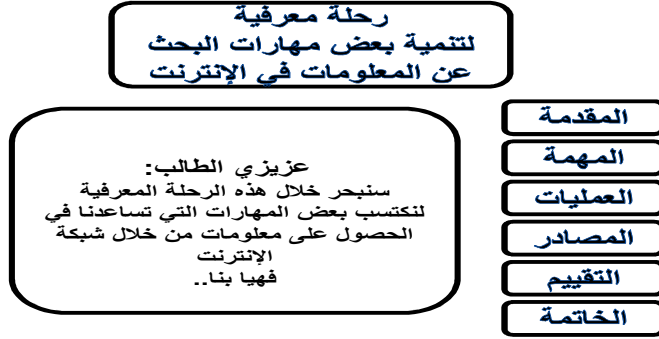 رحلة معرفية
لتنمية بعض مهارات البحث
عن المعلومات في الإنترنت
المقدمة
المهمة
العمليات
المصادر
التقييم
الخاتمة
عزيزي الطالب:
سنبحر خلال هذه الرحلة المعرفية
لنكتسب بعض المهارات التي تساعدنا في
الحصول على معلومات من خلال شبكة
الإنترنت
فهيا بنا..